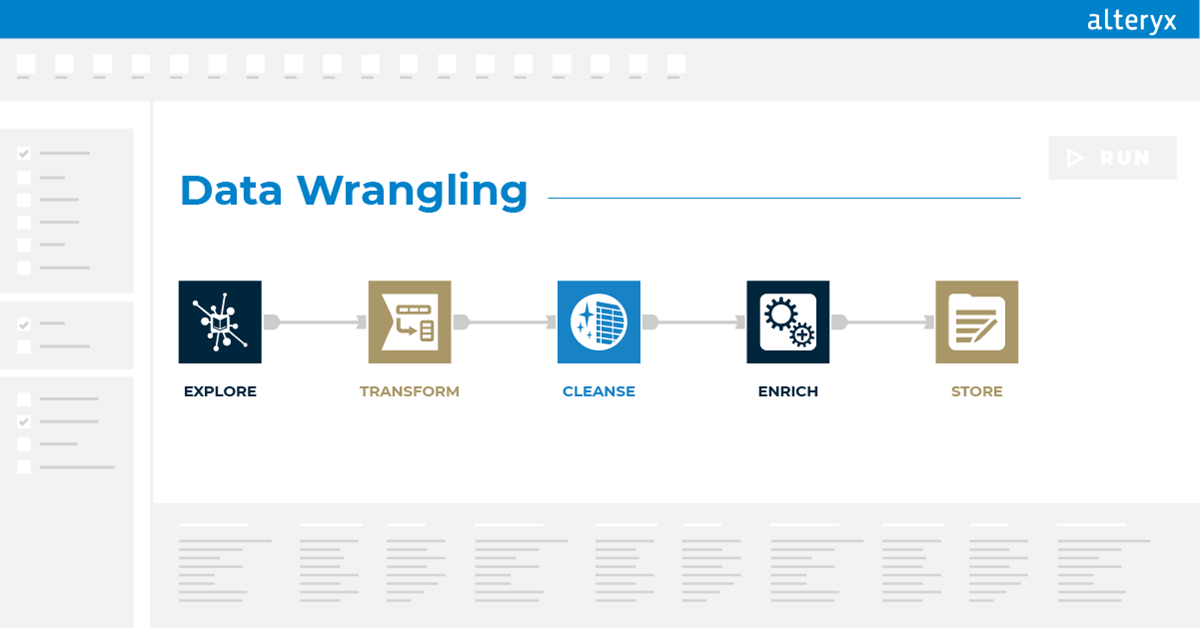 alteryx
RUN
Data Wrangling
EXPLORE
TRANSFORM
CLEANSE
ENRICH
STORE